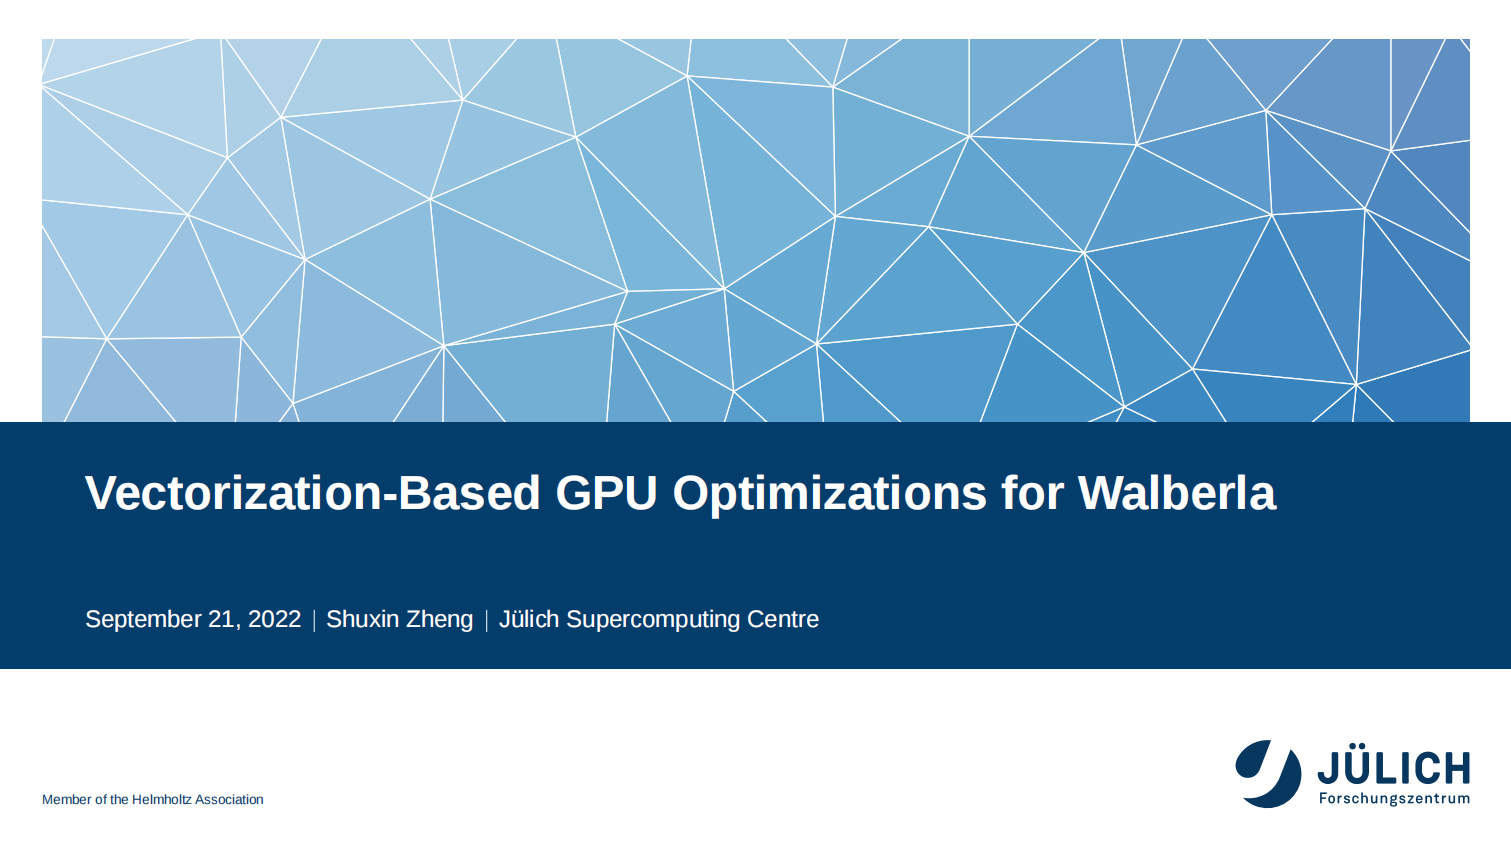 Vectorization-Based GPU Optimizations for Walberla
September 21, 2022 | Shuxin Zheng | Jülich Supercomputing Centre
Member of the Helmholtz Association
JÜLICH
Forschungszentrum